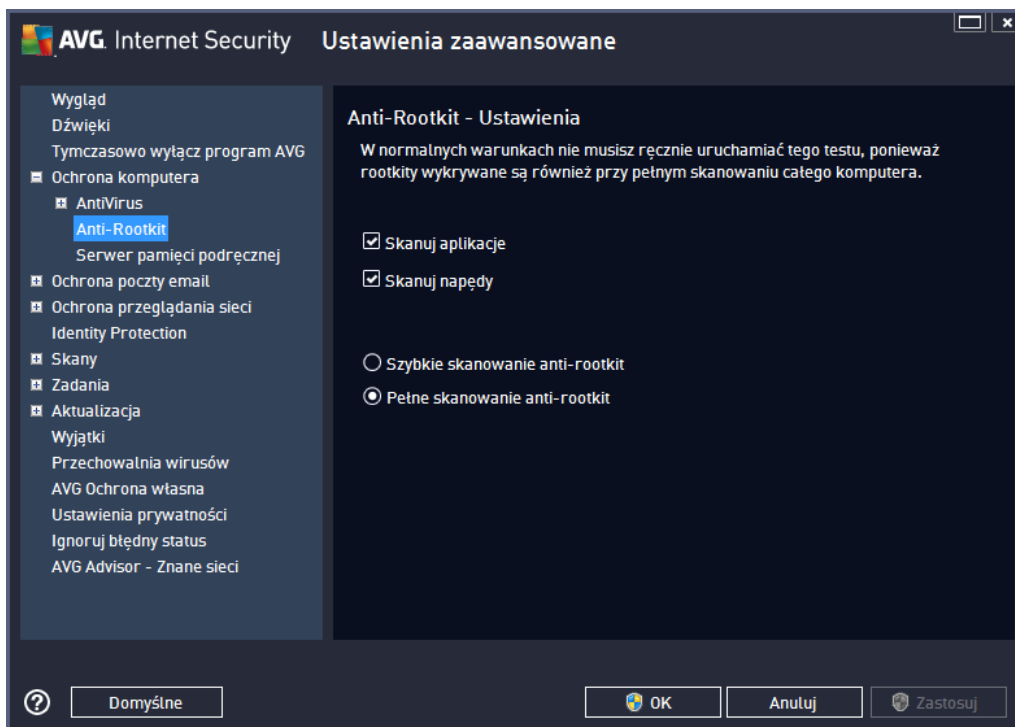 AVG. Internet Security Ustawienia zaawansowane
Wygląd
Dźwięki
Tymczasowo wyłącz program AVG
Ochrona komputera
AntiVirus
Anti-Rootkit
Serwer pamięci podręcznej
Ochrona poczty email
Ochrona przeglądania sieci
Identity Protection
Skany
Zadania
Aktualizacja
Wyjątki
Przechowalnia wirusów
AVG Ochrona własna
Ustawienia prywatności
Ignoruj błędny status
AVG Advisor - Znane sieci
Anti-Rootkit - Ustawienia
W normalnych warunkach nie musisz ręcznie uruchamiać tego testu, ponieważ
rootkity wykrywane są również przy pełnym skanowaniu całego komputera.
Skanuj aplikacje
Skanuj napędy
Szybkie skanowanie anti-rootkit
Pełne skanowanie anti-rootkit
? Domyślne OK Anuluj Zastosuj